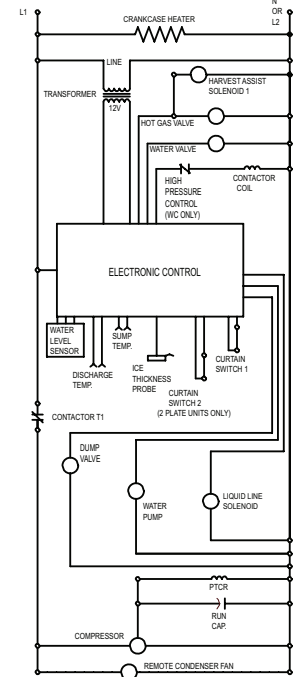 N
L1
OR
L2
CRANKCASE HEATER
LINE
TRANSFORMER
12V
HARVEST ASSIST
SOLENOID 1
HOT GAS VALVE
WATER VALVE
HIGH
PRESSURE
CONTROL
(WC ONLY)
CONTACTOR
COIL
ELECTRONIC CONTROL
WATER
LEVEL
SENSOR
SUMP
TEMP.
DISCHARGE
TEMP.
ICE
THICKNESS
PROBE
CURTAIN
SWITCH 1
CURTAIN
SWITCH 2
(2 PLATE UNITS ONLY)
CONTACTOR T1
DUMP
VALVE
WATER
PUMP
LIQUID LINE
SOLENOID
PTCR
RUN
CAP.
COMPRESSOR
REMOTE CONDENSER FAN